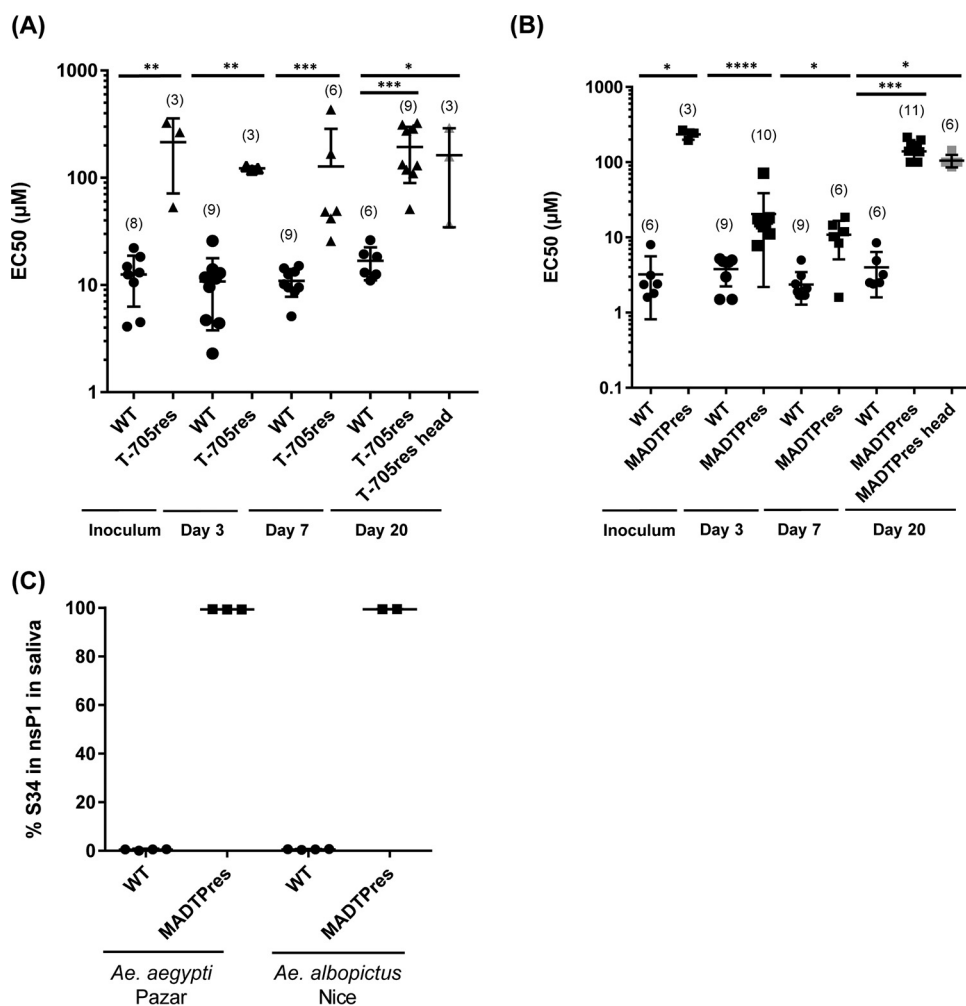 (A)
** ** *** *
***
1000
100
10
1
EC50 (µM)
(8)
(3)
(9)
(3)
(9)
(6)
(6)
(9)
(3)
WT
T-705res
WT
T-705res
WT
T-705res
WT
T-705res
T-705res head
Inoculum Day 3 Day 7 Day 20
(B)
* **** * *
***
1000
100
10
1
0.1
EC50 (µM)
(6)
(3)
(9)
(10)
(9)
(6)
(6)
(11)
(6)
WT
MADTPres
WT
MADTPres
WT
MADTPres
WT
MADTPres
MADTPres head
Inoculum Day 3 Day 7 Day 20
(C)
100
80
60
40
20
0
% S34 in nsP1 in saliva
WT
MADTPres
WT
MADTPres
Ae. aegypti Ae. albopictus
Pazar Nice